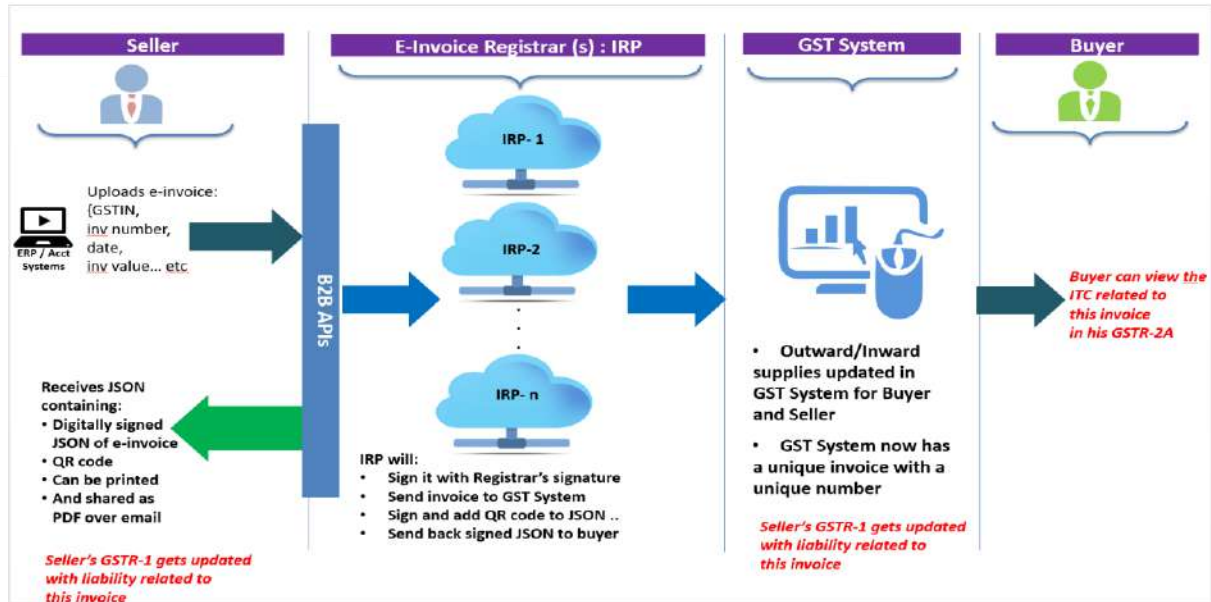 Seller
E-Invoice Registrar (s) : IRP
GST System
Buyer
ERP / Acct
Systems
Uploads e-invoice:
{GSTIN,
inv number,
date,
inv value... etc
B2B APIs
IRP- 1
IRP-2
IRP- n
Receives JSON
containing:
• Digitally signed
JSON of e-invoice
• QR code
• Can be printed
• And shared as
PDF over email
Seller's GSTR-1 gets updated
with liability related to
this invoice
IRP will:
• Sign it with Registrar's signature
• Send invoice to GST System
• Sign and add QR code to JSON ..
• Send back signed JSON to buyer
• Outward/Inward
supplies updated in
GST System for Buyer
and Seller
• GST System now has
a unique invoice with a
unique number
Seller's GSTR-1 gets updated
with liability related to
this invoice
Buyer can view the
ITC related to
this invoice
in his GSTR-2A